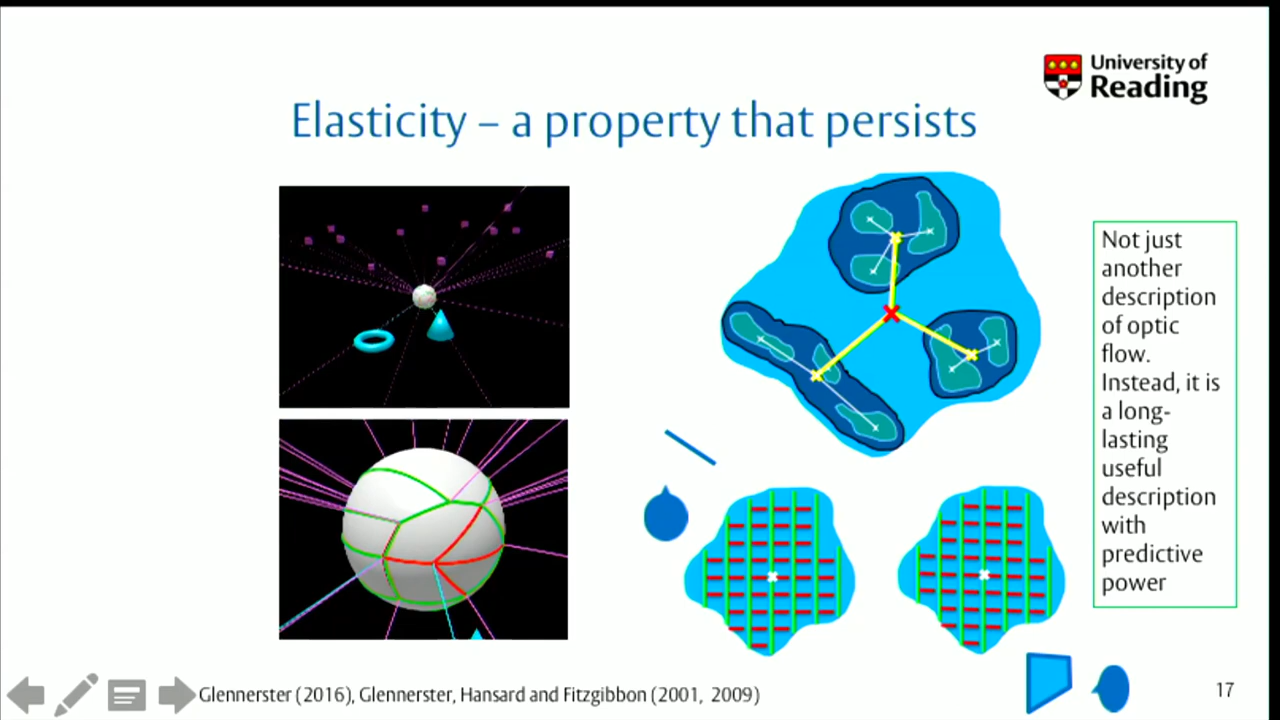 University of
Reading
Elasticity – a property that persists
Not just
another
description
of optic
flow.
Instead, it is
a long-
lasting
useful
description
with
predictive
power
Glennerster (2016), Glennerster, Hansard and Fitzgibbon (2001, 2009)
17